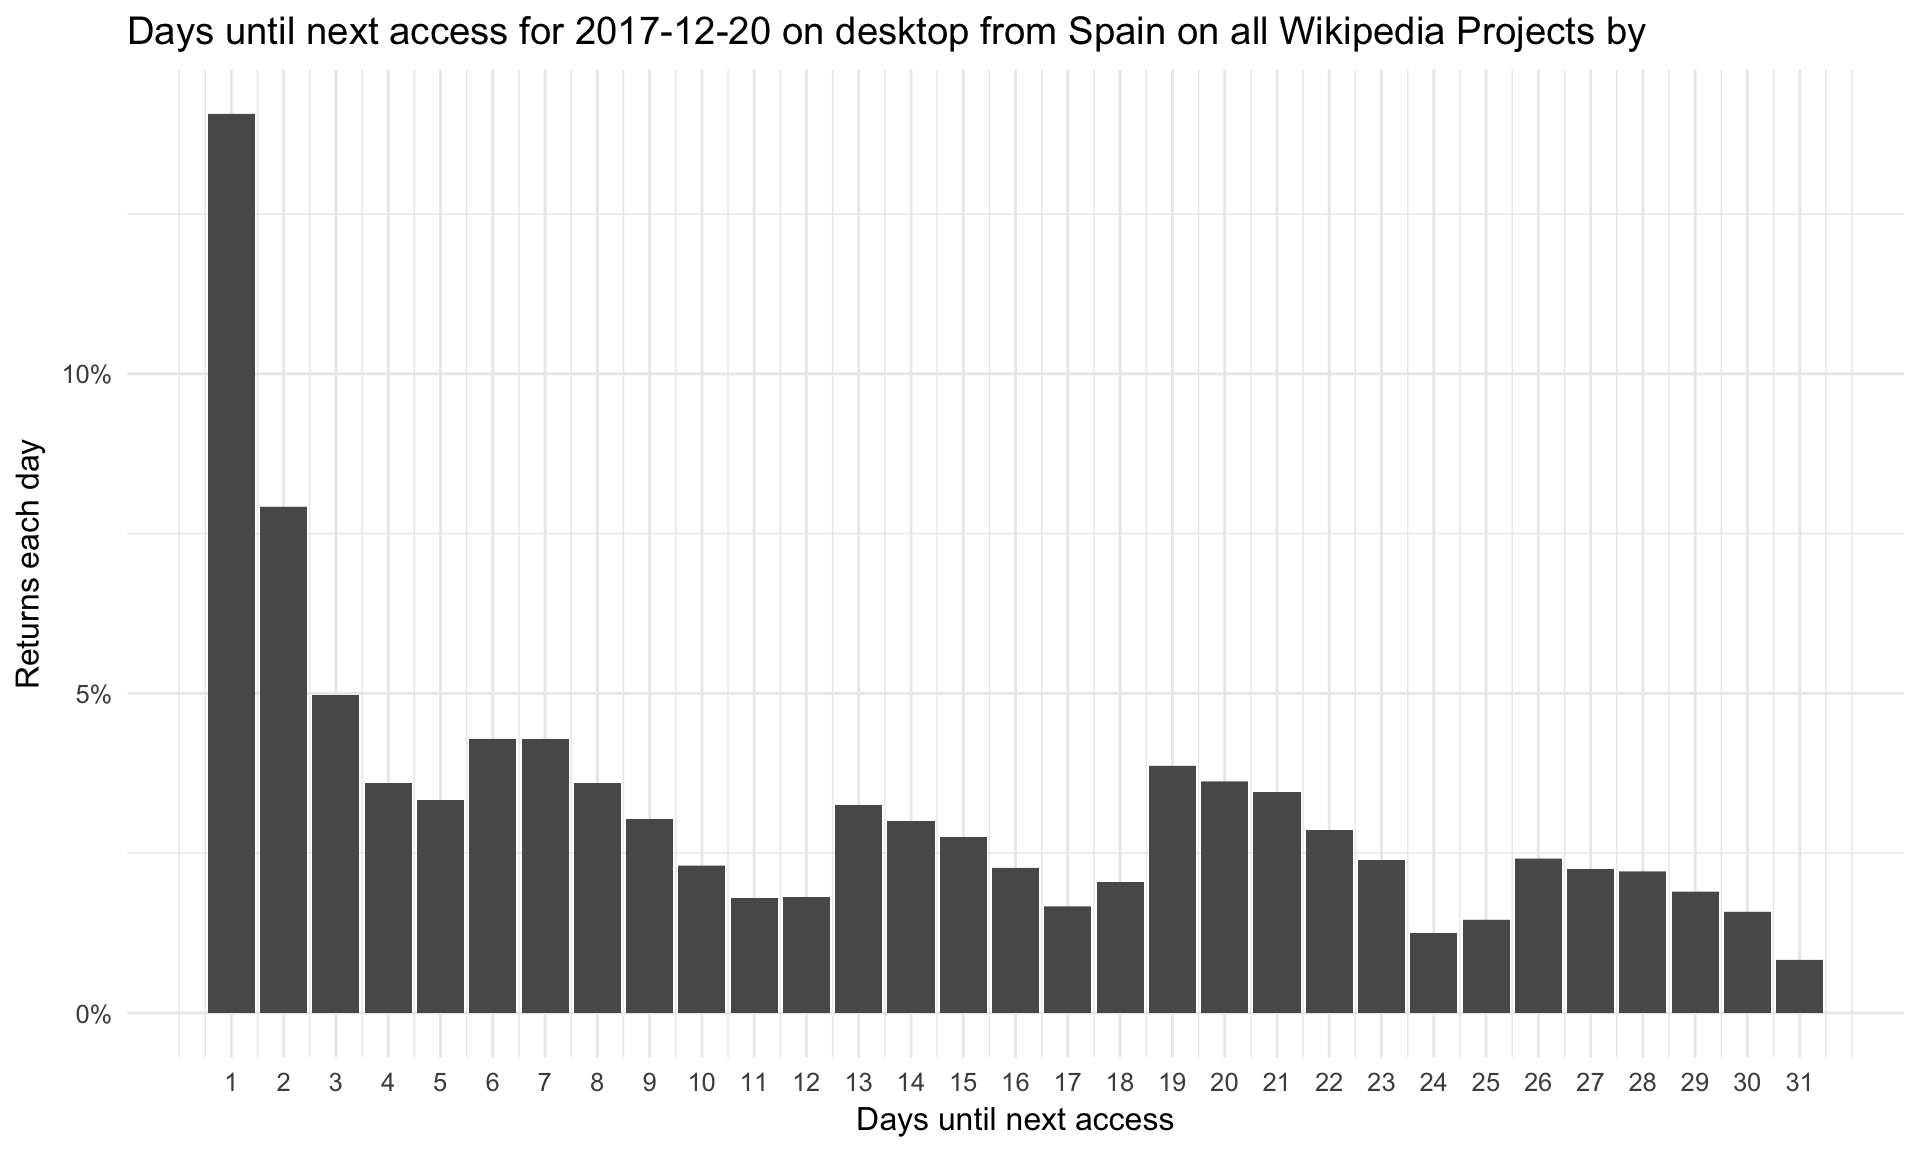 Days until next access for 2017-12-20 on desktop from Spain on all Wikipedia Projects by
Returns each day
10%
5%
0%
1 2 3 4 5 6 7 8 9 10 11 12 13 14 15 16 17 18 19 20 21 22 23 24 25 26 27 28 29 30 31
Days until next access